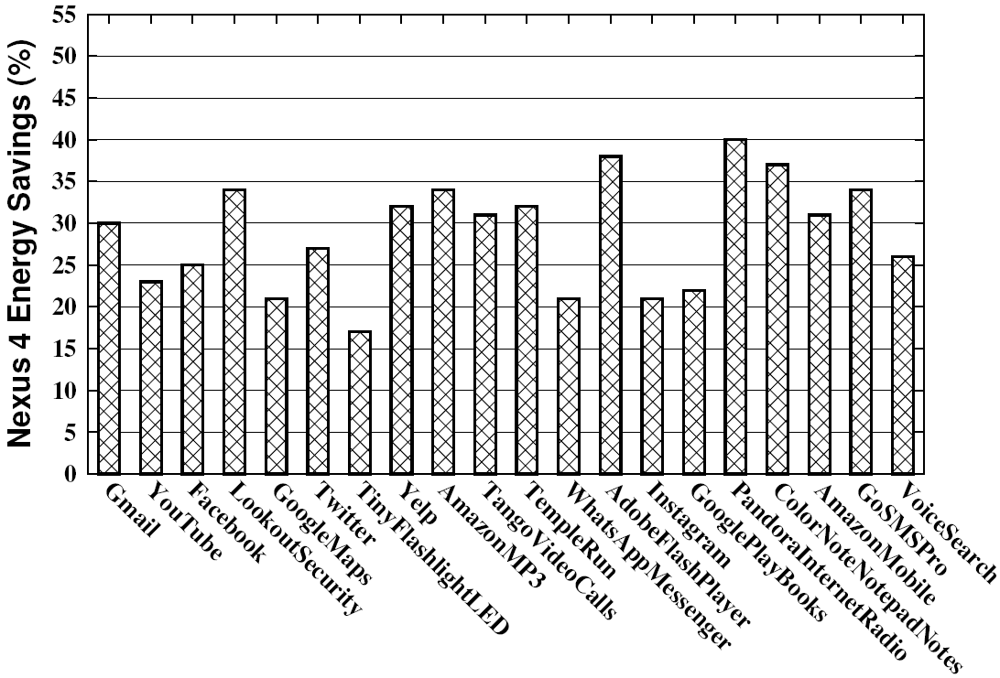 Nexus 4 Energy Savings (%)
55
50
45
40
35
30
25
20
15
10
5
0
Gmail
YouTube
Facebook
LookoutSecurity
GoogleMaps
Twitter
TinyFlashlightLED
Yelp
AmazonMP3
TangoVideoCalls
TempleRun
WhatsAppMessenger
AdobeFlashPlayer
Instagram
GooglePlayBooks
PandoraInternetRadio
ColorNoteNotepadNotes
AmazonMobile
GoSMSPro
VoiceSearch